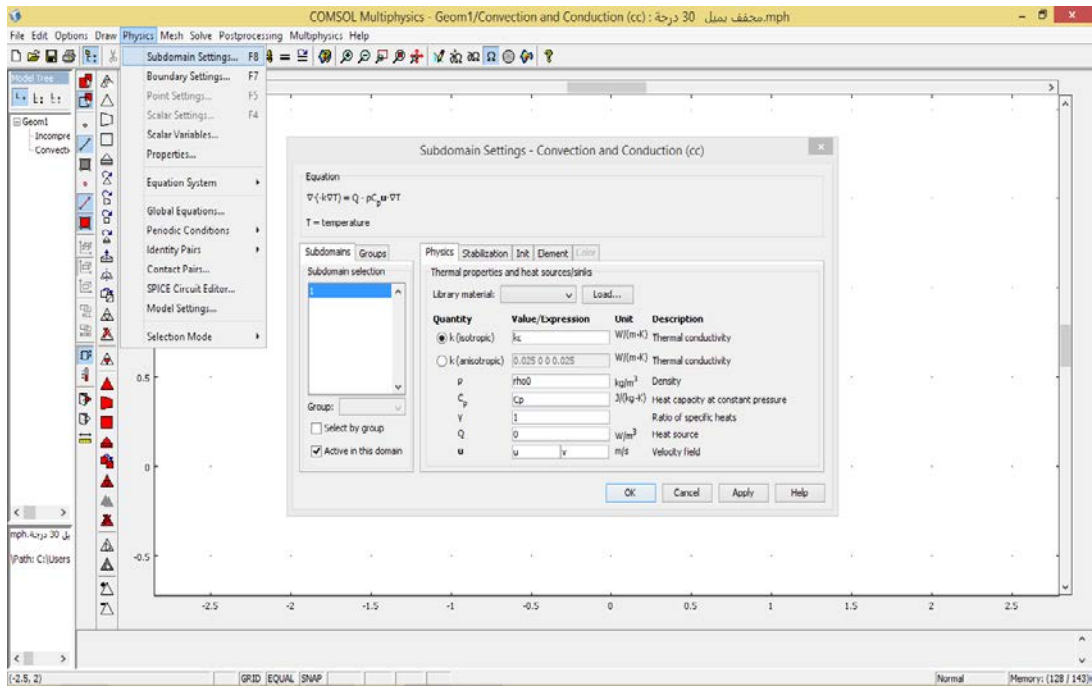 COMSOL Multiphysics - Geom1/Convection and Conduction (cc) : مجفف بميل 30 درجة.mph
File Edit Options Draw Physics Mesh Solve Postprocessing Multiphysics Help
Model Tree
Geom1
Incompre
Convecti
Subdomain Settings... F8
Boundary Settings... F7
Point Settings... F5
Scalar Settings... F4
Scalar Variables...
Properties...
Equation System
Global Equations...
Periodic Conditions
Identity Pairs
Contact Pairs...
SPICE Circuit Editor...
Model Settings...
Selection Mode
Subdomain Settings - Convection and Conduction (cc)
Equation
∇·(-k∇T) = Q - ρCpu·∇T
T = temperature
Subdomains Groups
Subdomain selection
1
Group:
Select by group
Active in this domain
Physics Stabilization Init Element Color
Thermal properties and heat sources/sinks
Library material: Load...
Quantity Value/Expression Unit Description
k (isotropic) kc W/(m·K) Thermal conductivity
k (anisotropic) 0.025 0 0 0.025 W/(m·K) Thermal conductivity
ρ rho0 kg/m³ Density
Cp Cp J/(kg·K) Heat capacity at constant pressure
γ 1 Ratio of specific heats
Q 0 W/m³ Heat source
u u v m/s Velocity field
OK Cancel Apply Help
0.5
0
-0.5
-2.5 -2 -1.5 -1 -0.5 0 0.5 1 1.5 2 2.5
يل 30 درجة.mph
Path: C:\Users
(-2.5, 2) GRID EQUAL SNAP Normal Memory: (128 / 143)